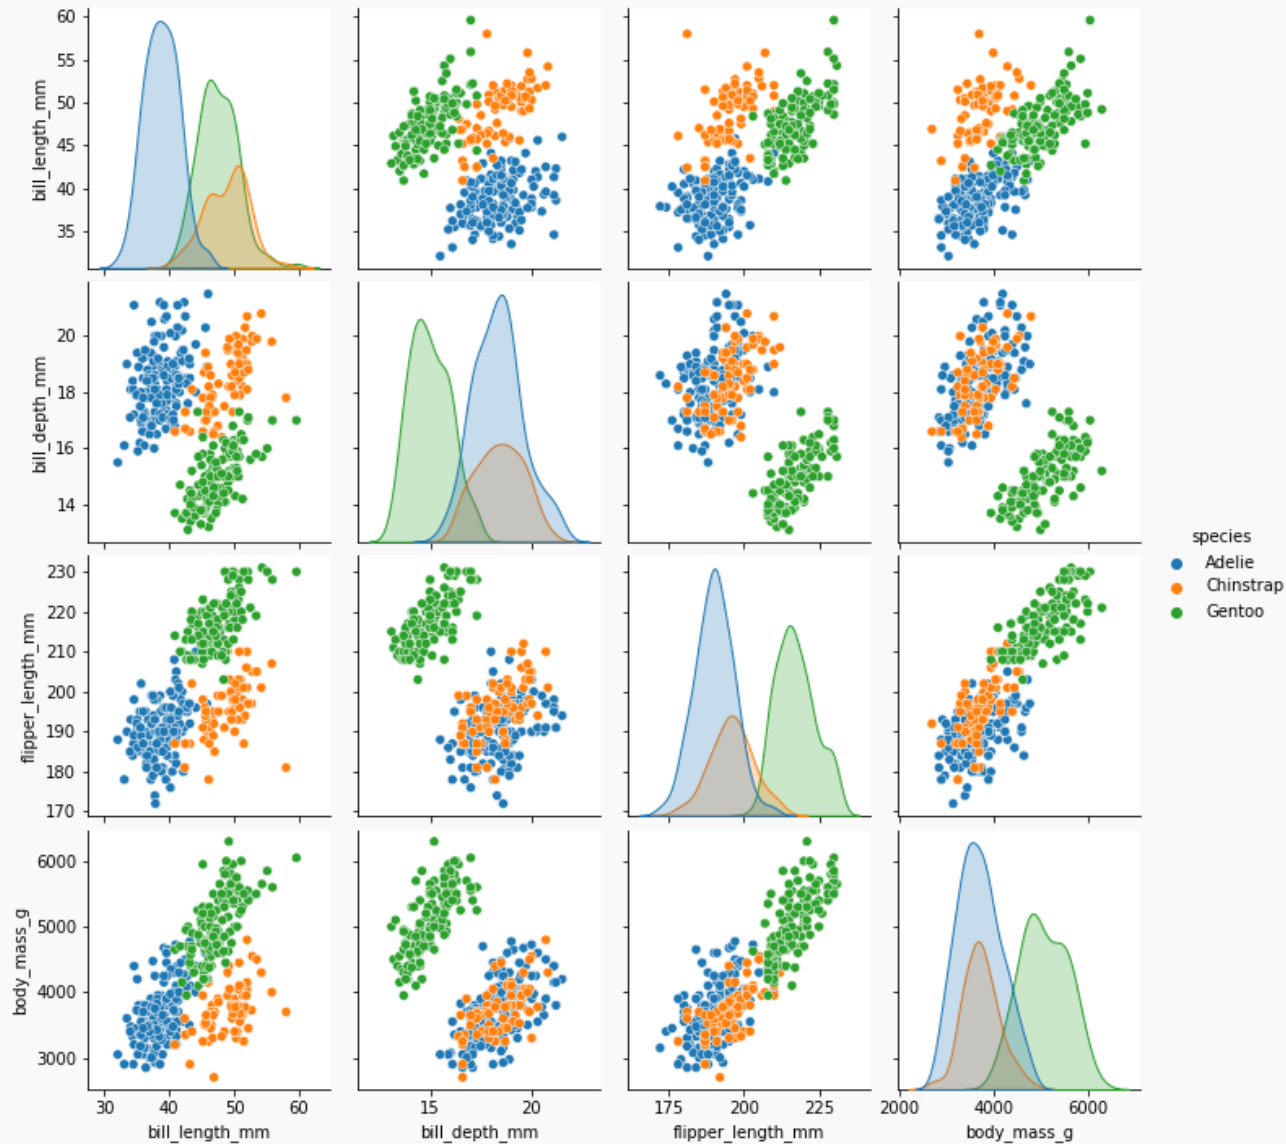 60
55
50
45
40
35
bill_length_mm
20
18
16
14
bill_depth_mm
230
220
210
200
190
180
170
flipper_length_mm
6000
5000
4000
3000
body_mass_g
30 40 50 60
bill_length_mm
15 20
bill_depth_mm
175 200 225
flipper_length_mm
2000 4000 6000
body_mass_g
species
Adelie
Chinstrap
Gentoo